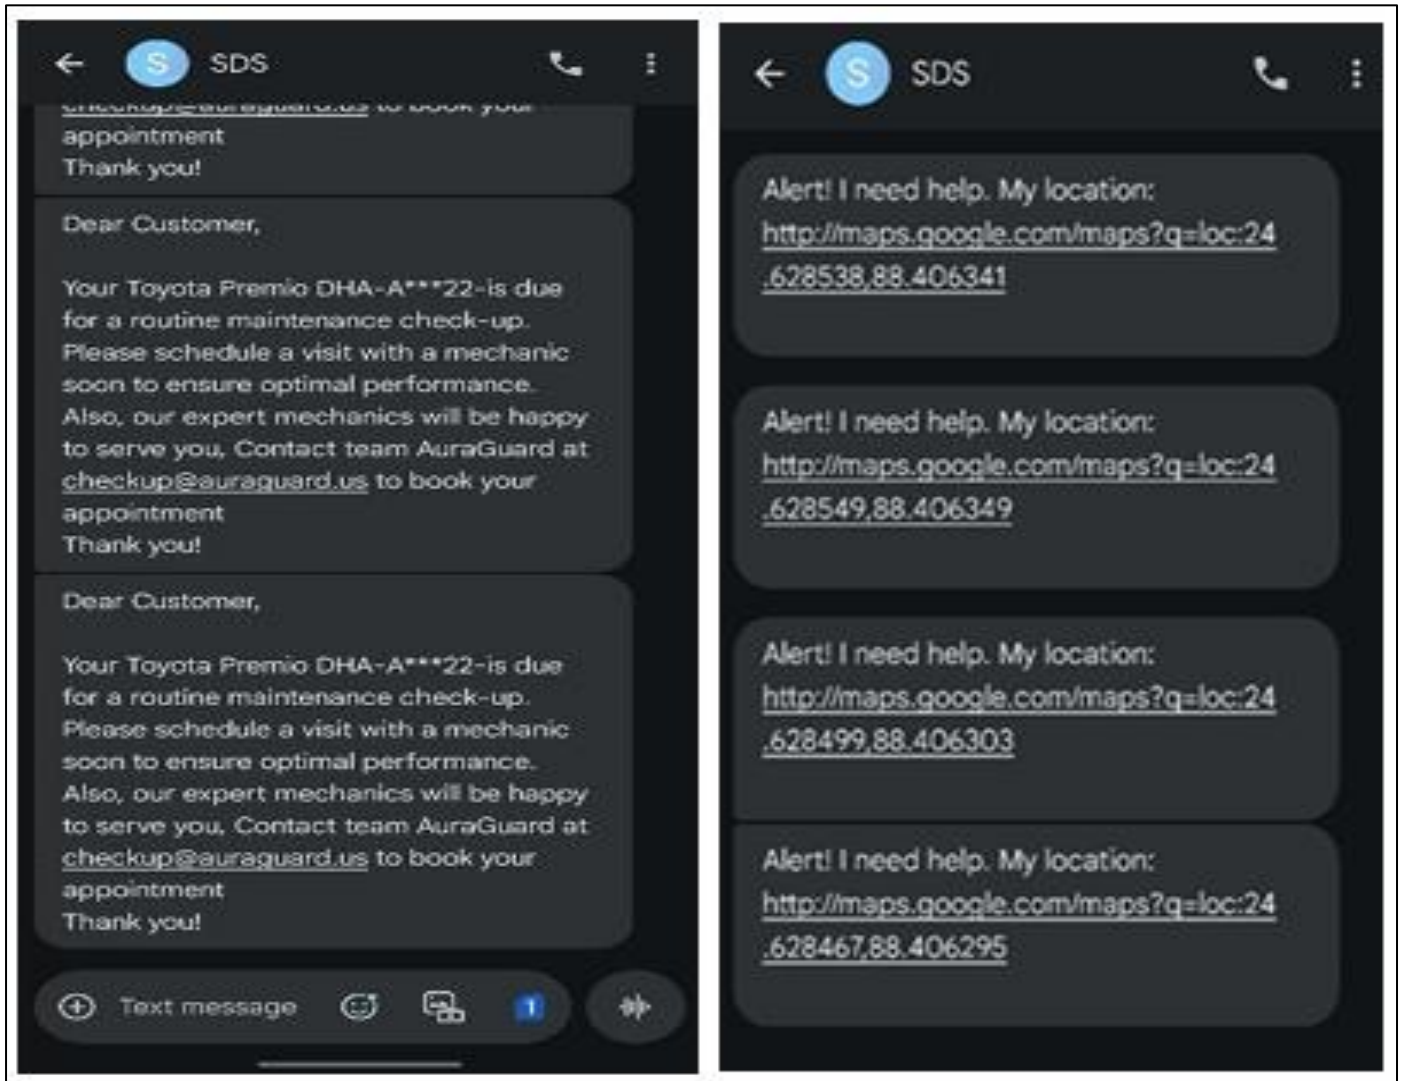 SDS
checkup@auraguard.us to book your
appointment
Thank you!
Dear Customer,
Your Toyota Premio DHA-A***22-is due
for a routine maintenance check-up.
Please schedule a visit with a mechanic
soon to ensure optimal performance.
Also, our expert mechanics will be happy
to serve you, Contact team AuraGuard at
checkup@auraguard.us to book your
appointment
Thank you!
Dear Customer,
Your Toyota Premio DHA-A***22-is due
for a routine maintenance check-up.
Please schedule a visit with a mechanic
soon to ensure optimal performance.
Also, our expert mechanics will be happy
to serve you, Contact team AuraGuard at
checkup@auraguard.us to book your
appointment
Thank you!
Text message
1
S SDS
Alert! I need help. My location:
http://maps.google.com/maps?q=loc:24
.628538,88.406341
Alert! I need help. My location:
http://maps.google.com/maps?q=loc:24
.628549,88.406349
Alert! I need help. My location:
http://maps.google.com/maps?q=loc:24
.628499,88.406303
Alert! I need help. My location:
http://maps.google.com/maps?q=loc:24
.628467,88.406295